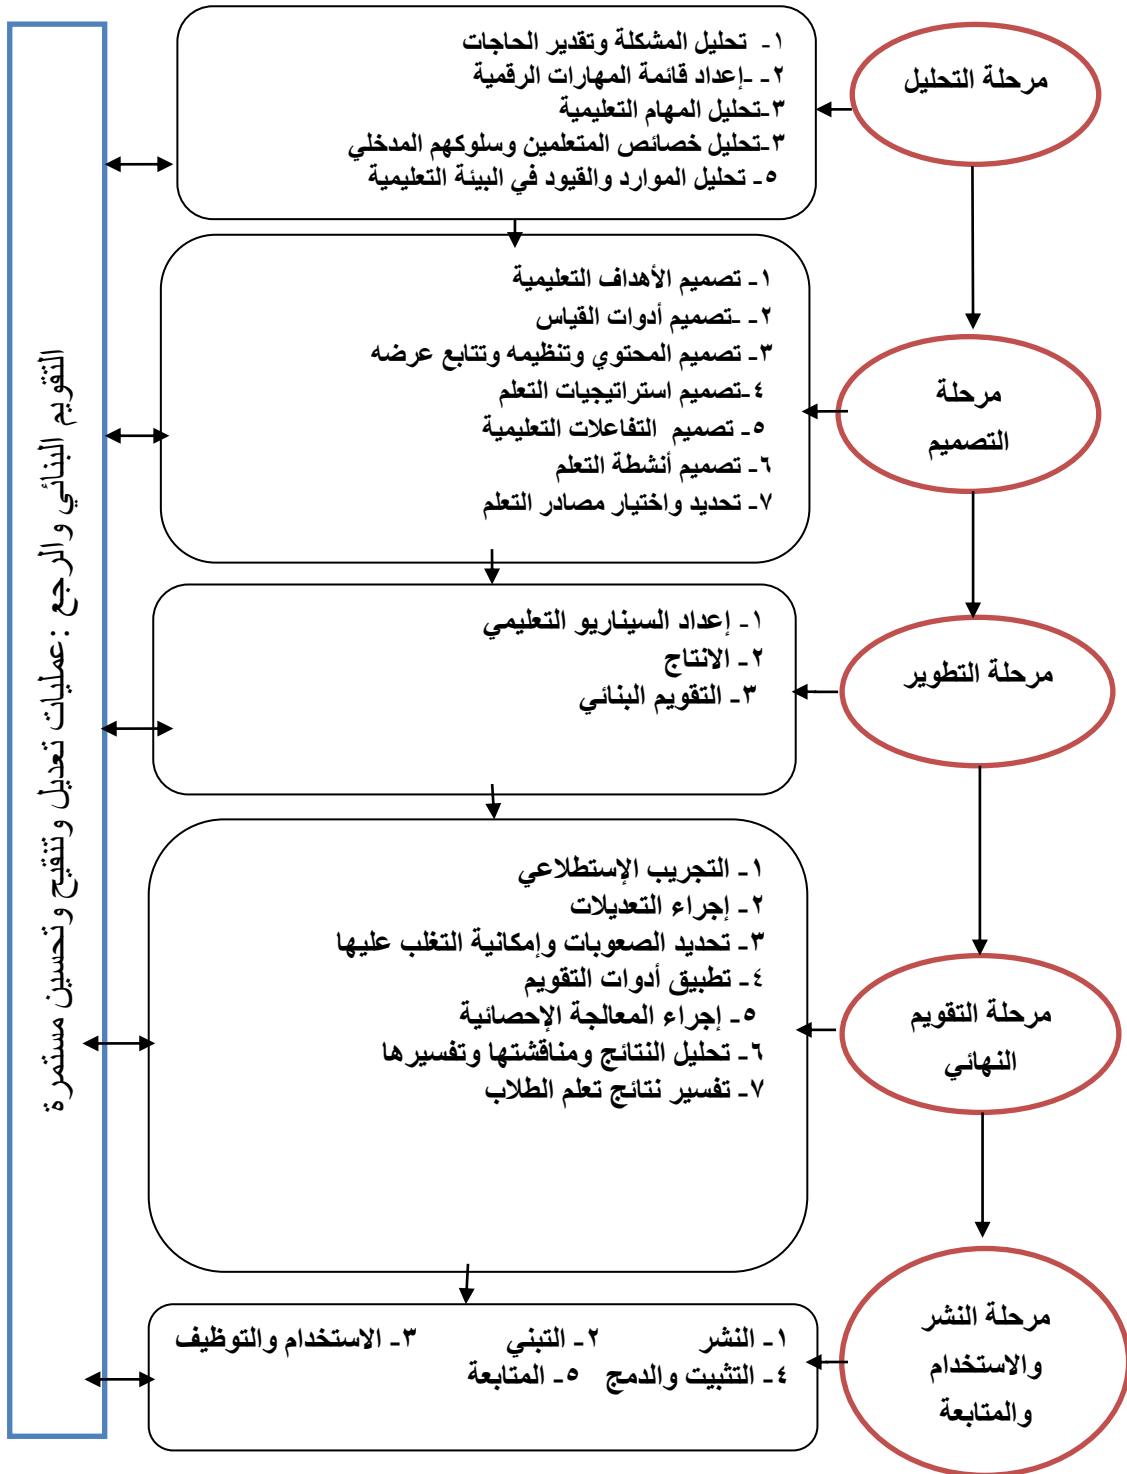 مرحلة التحليل
١- تحليل المشكلة وتقدير الحاجات
٢- -إعداد قائمة المهارات الرقمية
٣-تحليل المهام التعليمية
٣-تحليل خصائص المتعلمين وسلوكهم المدخلي
٥- تحليل الموارد والقيود في البيئة التعليمية
مرحلة
التصميم
١- تصميم الأهداف التعليمية
٢- -تصميم أدوات القياس
٣- تصميم المحتوي وتنظيمه وتتابع عرضه
٤-تصميم استراتيجيات التعلم
٥- تصميم التفاعلات التعليمية
٦- تصميم أنشطة التعلم
٧- تحديد واختيار مصادر التعلم
مرحلة التطوير
١- إعداد السيناريو التعليمي
٢- الانتاج
٣- التقويم البنائي
مرحلة التقويم
النهائي
١- التجريب الإستطلاعي
٢- إجراء التعديلات
٣- تحديد الصعوبات وإمكانية التغلب عليها
٤- تطبيق أدوات التقويم
٥- إجراء المعالجة الإحصائية
٦- تحليل النتائج ومناقشتها وتفسيرها
٧- تفسير نتائج تعلم الطلاب
مرحلة النشر
والاستخدام
والمتابعة
١- النشر ٢- التبني ٣- الاستخدام والتوظيف
٤- التثبيت والدمج ٥- المتابعة
التقويم البنائي والرجع :عمليات تعديل وتنقيح وتحسين مستمرة